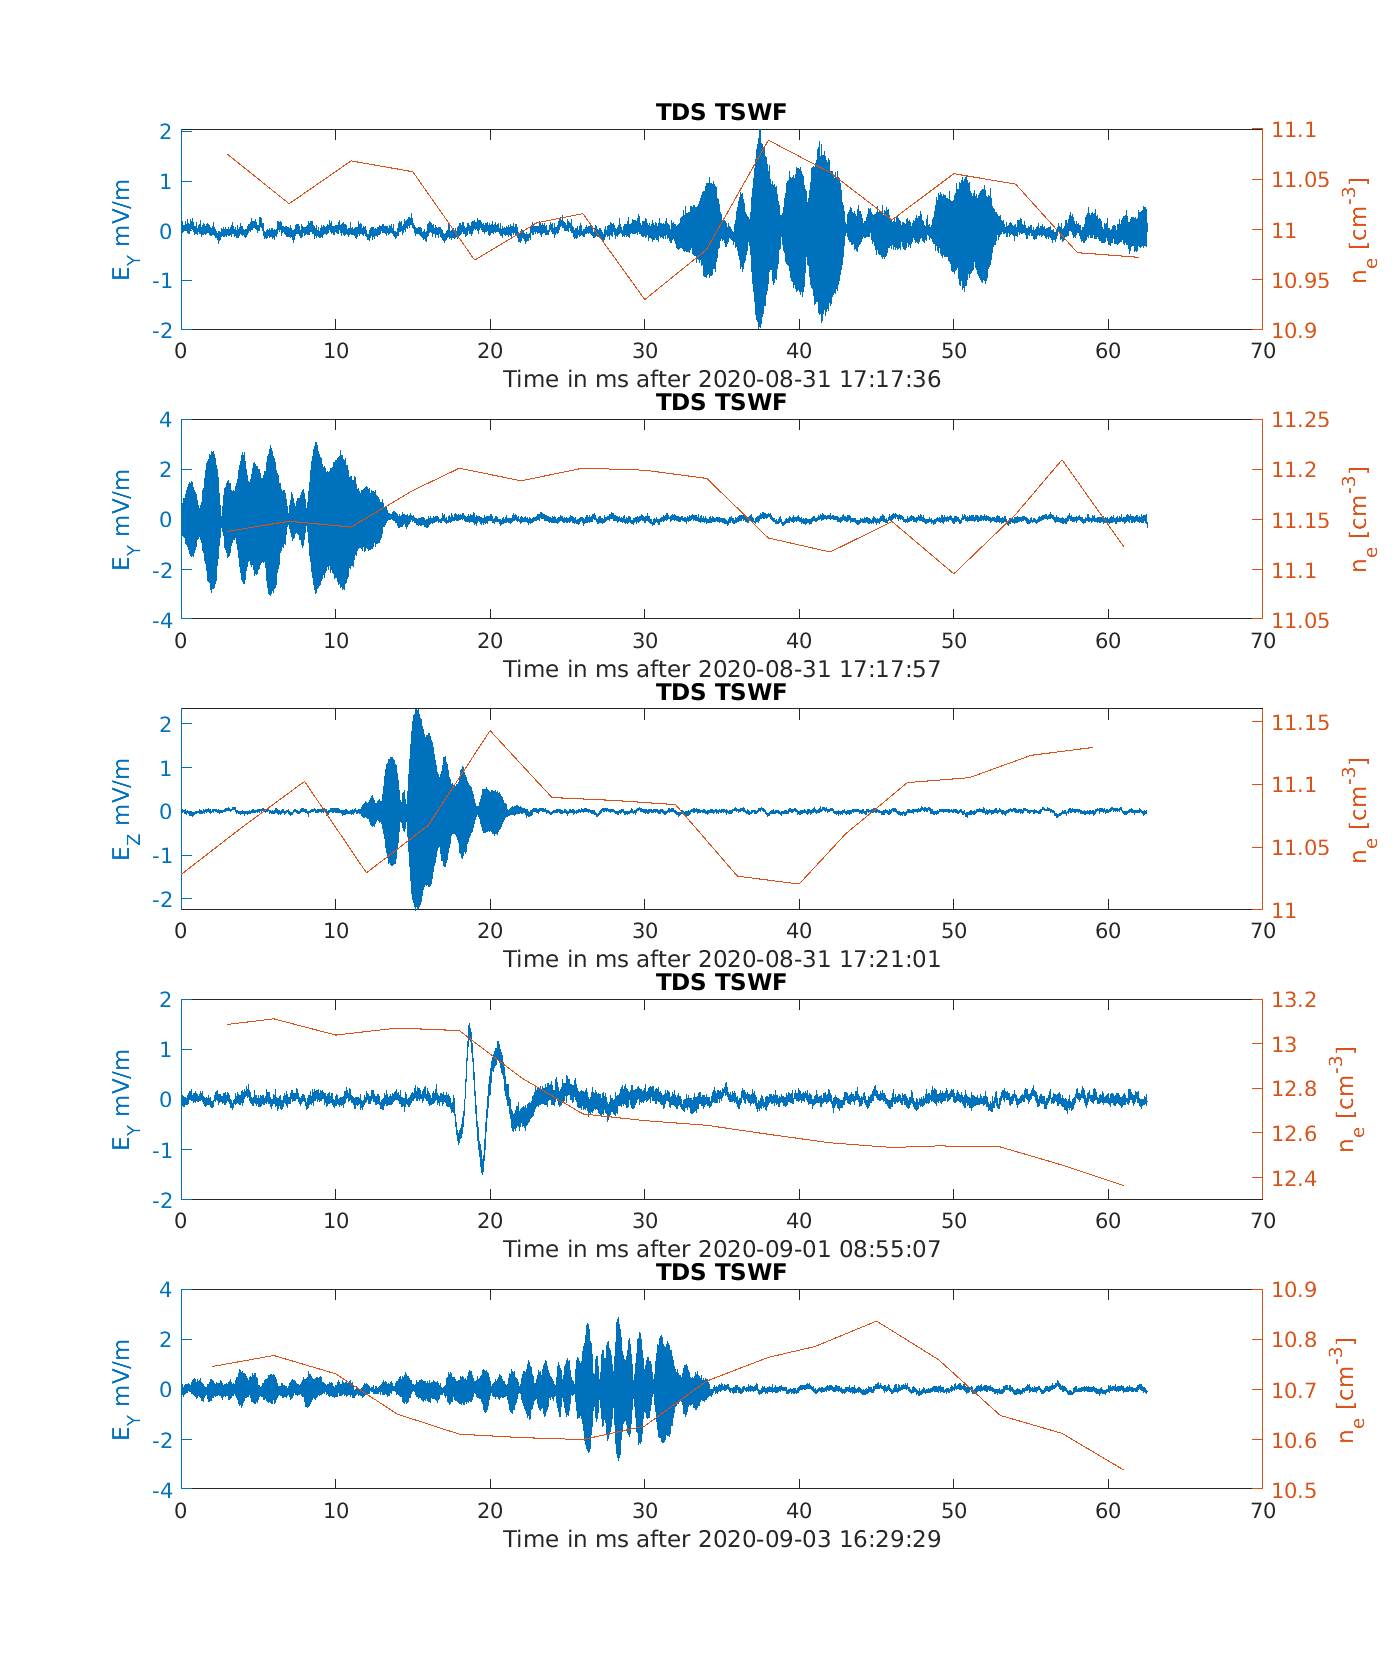 TDS TSWF
2 11.1
1 11.05
E_Y mV/m 0 11 n_e [cm^-3]
-1 10.95
-2 10.9
0 10 20 30 40 50 60 70
Time in ms after 2020-08-31 17:17:36
TDS TSWF
4 11.25
2 11.2
E_Y mV/m 0 11.15 n_e [cm^-3]
-2 11.1
-4 11.05
0 10 20 30 40 50 60 70
Time in ms after 2020-08-31 17:17:57
TDS TSWF
2 11.15
1 11.1
E_Z mV/m 0 n_e [cm^-3]
-1 11.05
-2 11
0 10 20 30 40 50 60 70
Time in ms after 2020-08-31 17:21:01
TDS TSWF
2 13.2
1 13
E_Y mV/m 0 12.8 n_e [cm^-3]
-1 12.6
-2 12.4
0 10 20 30 40 50 60 70
Time in ms after 2020-09-01 08:55:07
TDS TSWF
4 10.9
2 10.8
E_Y mV/m 0 10.7 n_e [cm^-3]
-2 10.6
-4 10.5
0 10 20 30 40 50 60 70
Time in ms after 2020-09-03 16:29:29